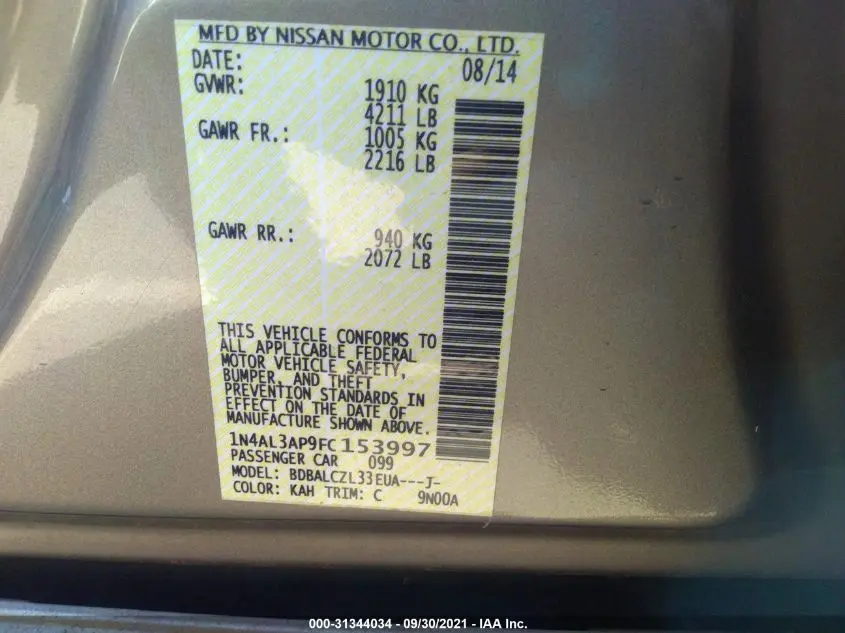 MFD BY NISSAN MOTOR CO., LTD.
DATE: 08/14
GVWR: 1910 KG
4211 LB
GAWR FR.: 1005 KG
2216 LB
GAWR RR.: 940 KG
2072 LB
THIS VEHICLE CONFORMS TO
ALL APPLICABLE FEDERAL
MOTOR VEHICLE SAFETY,
BUMPER, AND THEFT
PREVENTION STANDARDS IN
EFFECT ON THE DATE OF
MANUFACTURE SHOWN ABOVE.
1N4AL3AP9FC153997
PASSENGER CAR 099
MODEL: BDBALCZL33EUA---J-
COLOR: KAH TRIM: C 9N00A
000-31344034 - 09/30/2021 - IAA Inc.